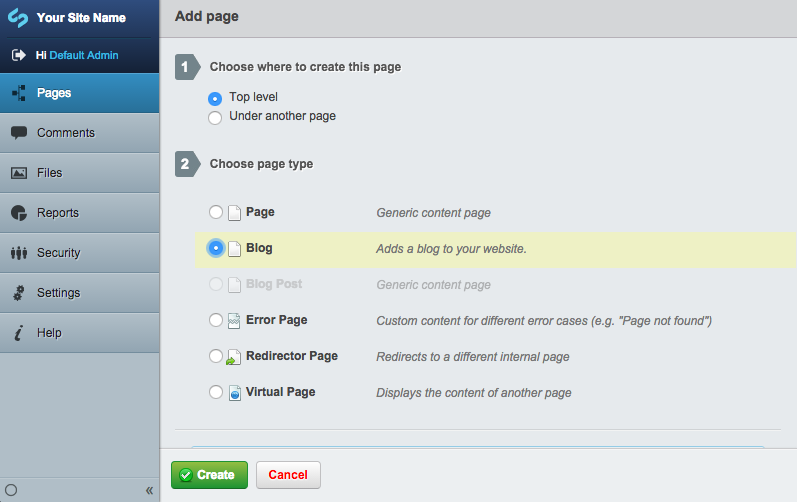 Your Site Name
Hi Default Admin
Pages
Comments
Files
Reports
Security
Settings
Help
«
Add page
1 Choose where to create this page
Top level
Under another page
2 Choose page type
Page Generic content page
Blog Adds a blog to your website.
Blog Post Generic content page
Error Page Custom content for different error cases (e.g. "Page not found")
Redirector Page Redirects to a different internal page
Virtual Page Displays the content of another page
Create Cancel